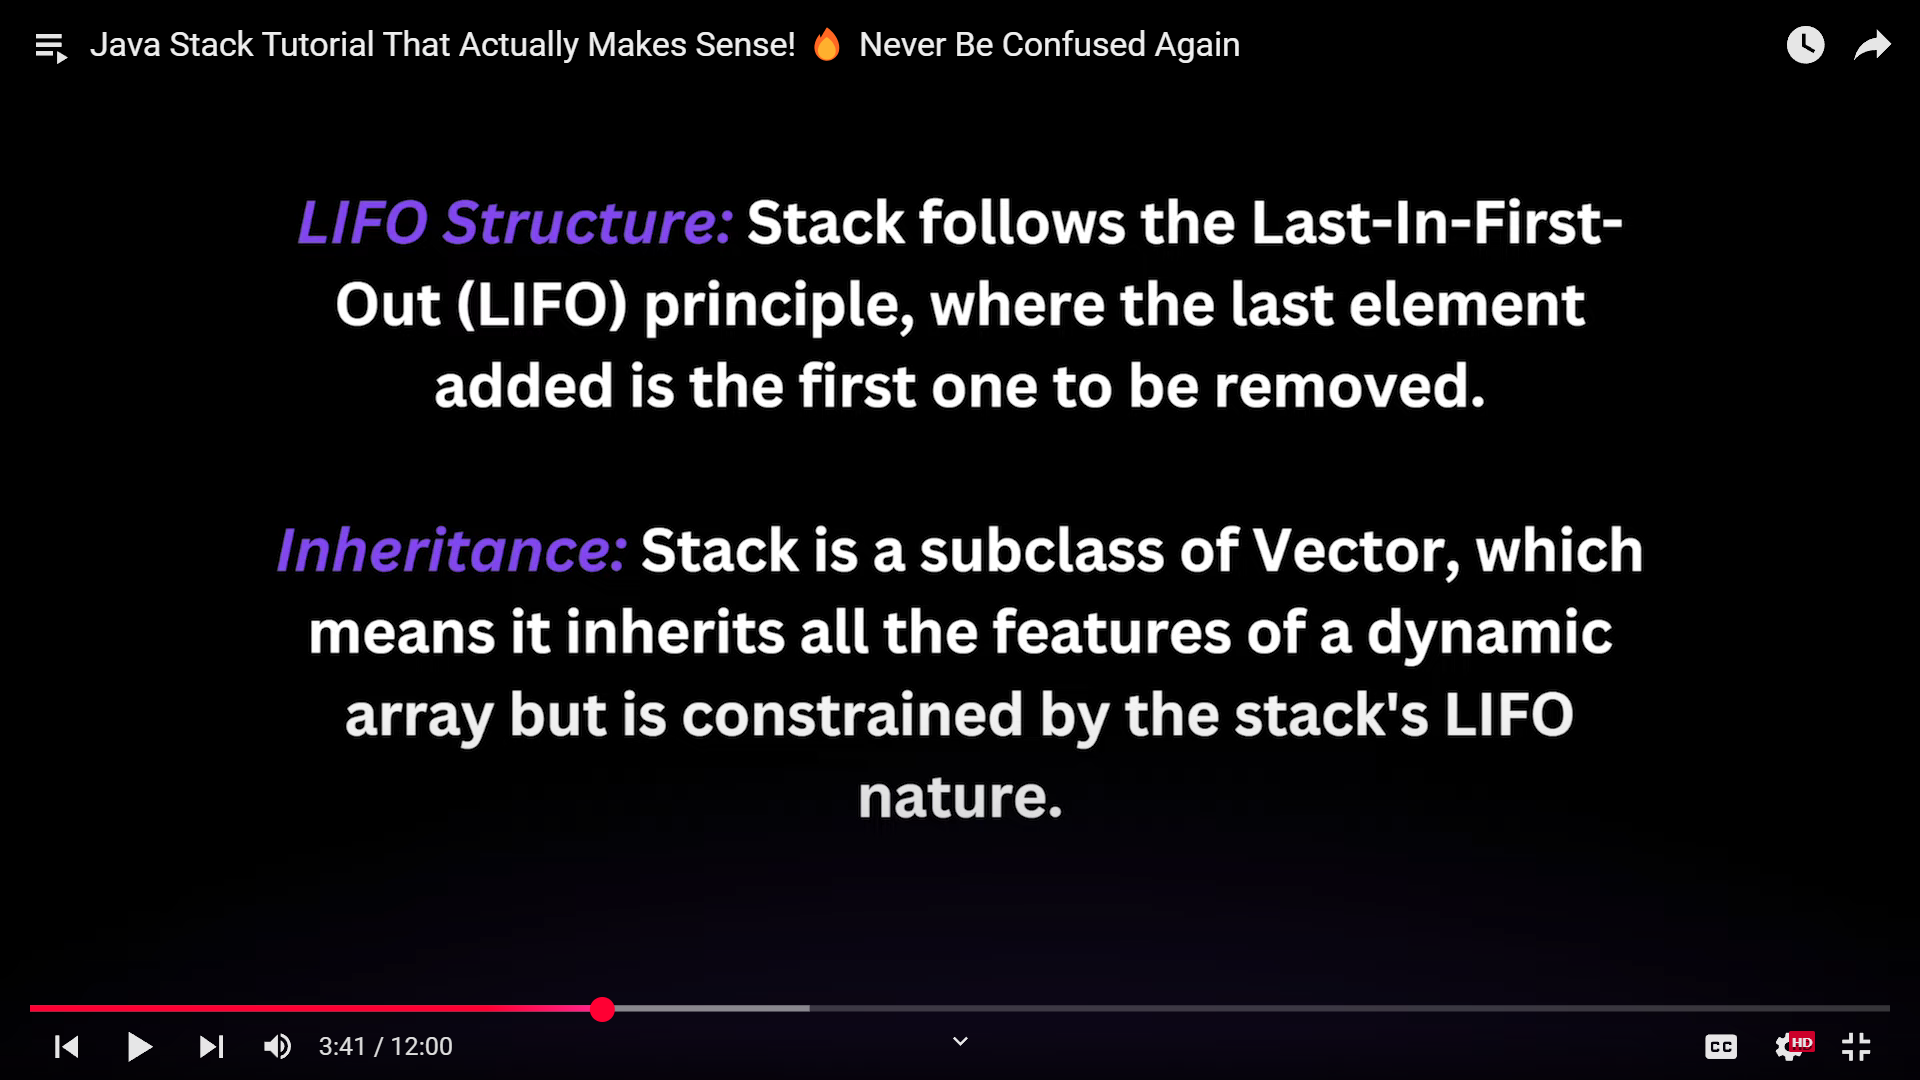 Java Stack Tutorial That Actually Makes Sense! 🔥 Never Be Confused Again
LIFO Structure: Stack follows the Last-In-First-
Out (LIFO) principle, where the last element
added is the first one to be removed.
Inheritance: Stack is a subclass of Vector, which
means it inherits all the features of a dynamic
array but is constrained by the stack's LIFO
nature.
3:41 / 12:00
CC
HD